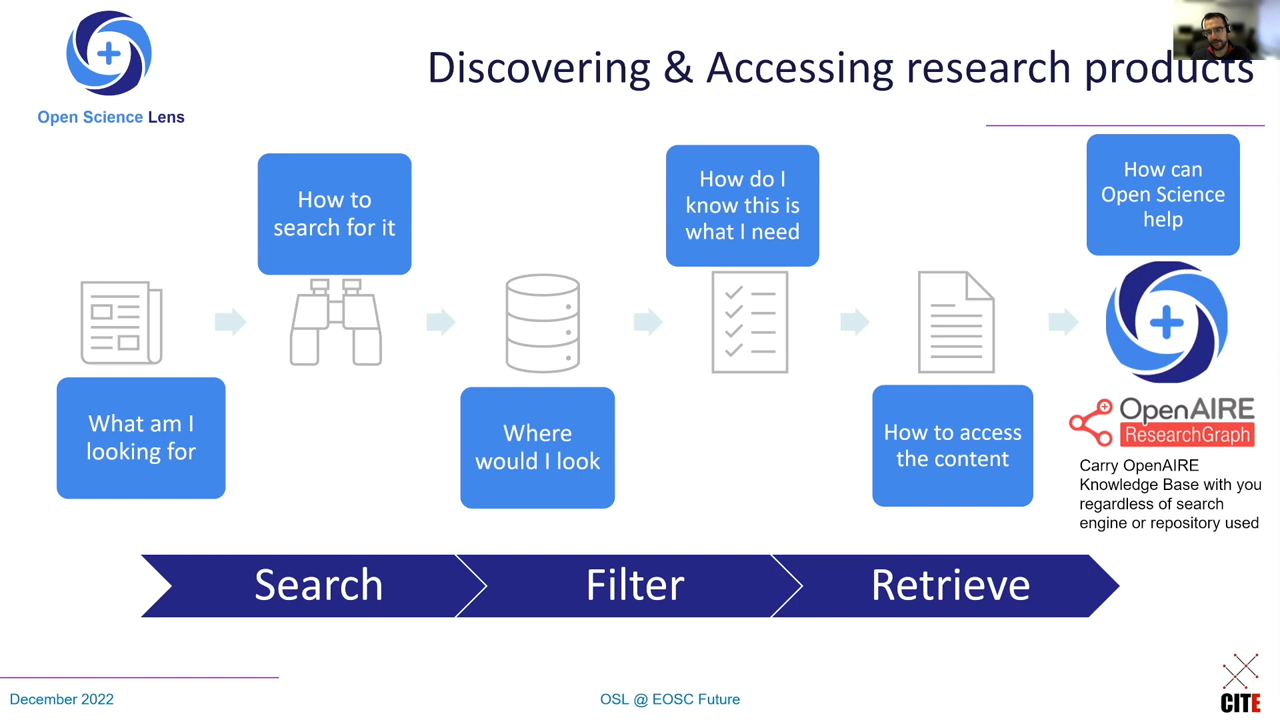 Discovering & Accessing research products
Open Science Lens
How to
search for it
How do I
know this is
what I need
How can
Open Science
help
What am I
looking for
Where
would I look
How to access
the content
OpenAIRE
ResearchGraph
Carry OpenAIRE
Knowledge Base with you
regardless of search
engine or repository used
Search
Filter
Retrieve
December 2022
OSL @ EOSC Future
CITE